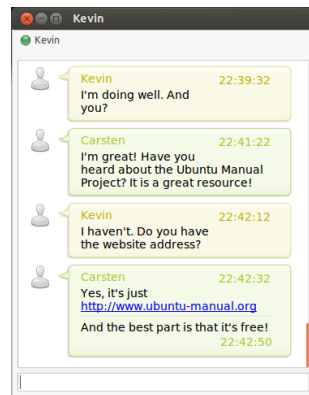 Kevin
Kevin
Kevin 22:39:32
I'm doing well. And
you?
Carsten 22:41:22
I'm great! Have you
heard about the Ubuntu Manual
Project? It is a great resource!
Kevin 22:42:12
I haven't. Do you have
the website address?
Carsten 22:42:32
Yes, it's just
http://www.ubuntu-manual.org
And the best part is that it's free!
22:42:50